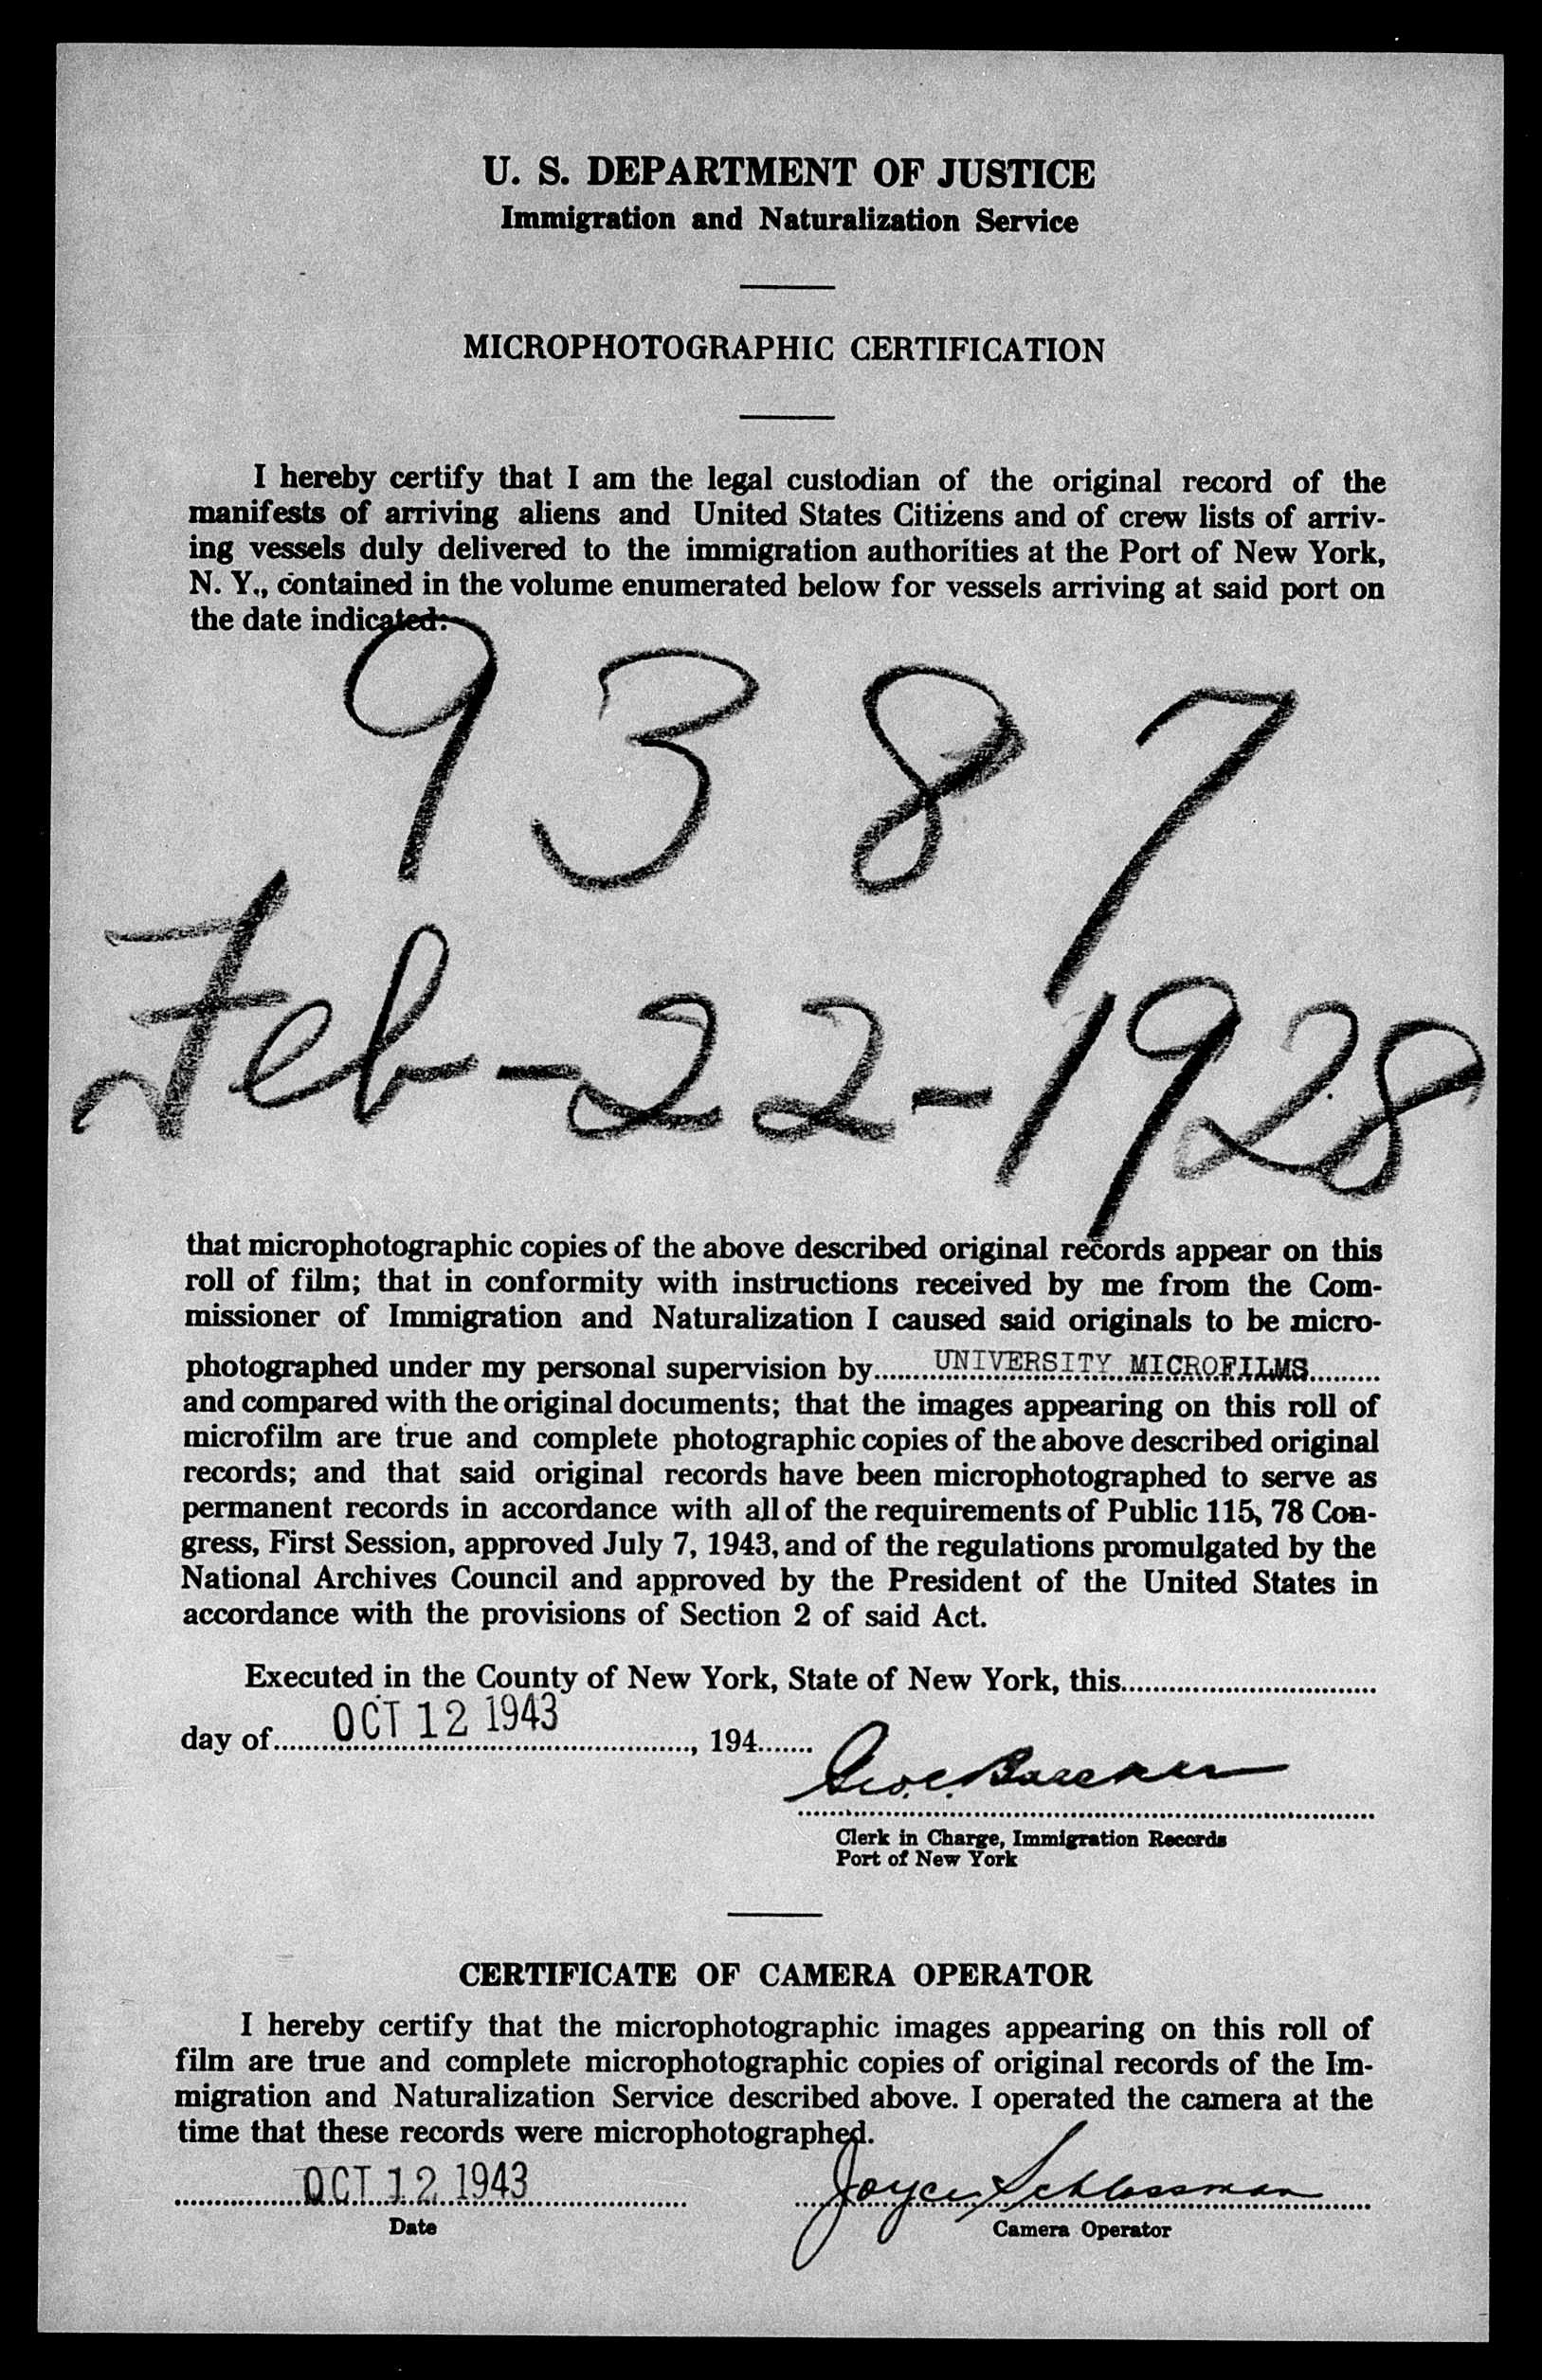 U. S. DEPARTMENT OF JUSTICE
Immigration and Naturalization Service
MICROPHOTOGRAPHIC CERTIFICATION
I hereby certify that I am the legal custodian of the original record of the
manifests of arriving aliens and United States Citizens and of crew lists of arriv-
ing vessels duly delivered to the immigration authorities at the Port of New York,
N. Y., contained in the volume enumerated below for vessels arriving at said port on
the date indicated:
9387
Feb-22-1928
that microphotographic copies of the above described original records appear on this
roll of film; that in conformity with instructions received by me from the Com-
missioner of Immigration and Naturalization I caused said originals to be micro-
photographed under my personal supervision by UNIVERSITY MICROFILMS
and compared with the original documents; that the images appearing on this roll of
microfilm are true and complete photographic copies of the above described original
records; and that said original records have been microphotographed to serve as
permanent records in accordance with all of the requirements of Public 115, 78 Con-
gress, First Session, approved July 7, 1943, and of the regulations promulgated by the
National Archives Council and approved by the President of the United States in
accordance with the provisions of Section 2 of said Act.
Executed in the County of New York, State of New York, this
day of OCT 12 1943, 194
Geo. C.
Clerk in Charge, Immigration Records
Port of New York
CERTIFICATE OF CAMERA OPERATOR
I hereby certify that the microphotographic images appearing on this roll of
film are true and complete microphotographic copies of original records of the Im-
migration and Naturalization Service described above. I operated the camera at the
time that these records were microphotographed.
OCT 12 1943 Joyce Schlossman
Date Camera Operator